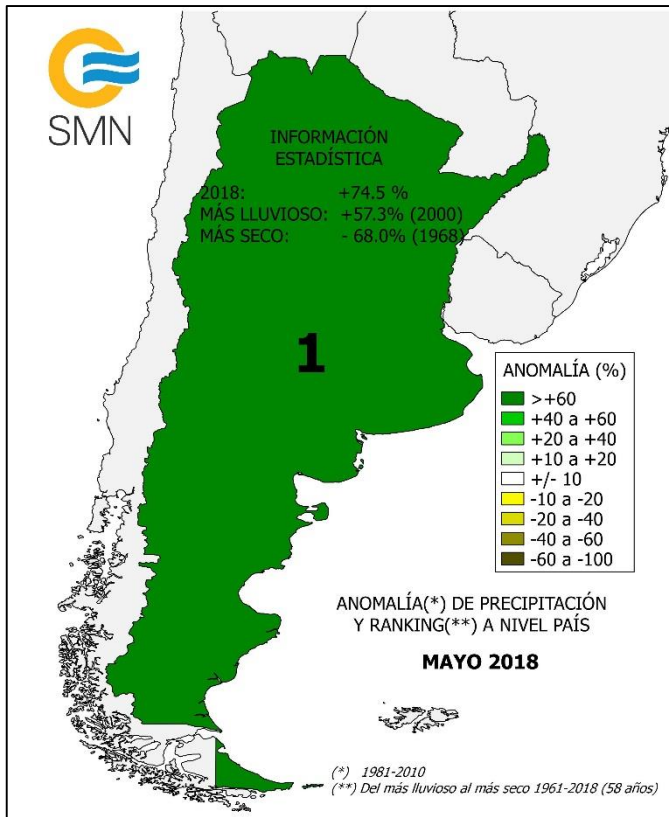 SMN
INFORMACIÓN
ESTADÍSTICA
2018: +74.5 %
MÁS LLUVIOSO: +57.3% (2000)
MÁS SECO: - 68.0% (1968)
1
ANOMALÍA (%)
>+60
+40 a +60
+20 a +40
+10 a +20
+/- 10
-10 a -20
-20 a -40
-40 a -60
-60 a -100
ANOMALÍA(*) DE PRECIPITACIÓN
Y RANKING(**) A NIVEL PAÍS
MAYO 2018
(*) 1981-2010
(**) Del más lluvioso al más seco 1961-2018 (58 años)